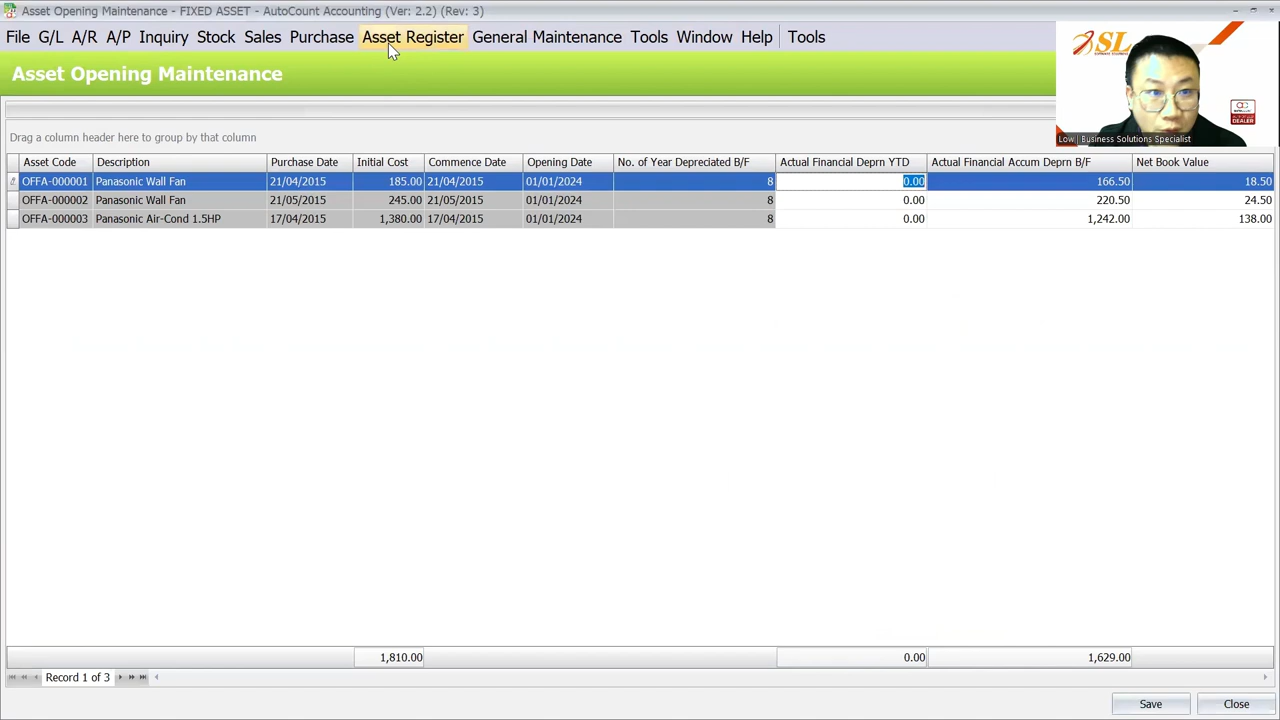 Asset Opening Maintenance - FIXED ASSET - AutoCount Accounting (Ver: 2.2) (Rev: 3)
File G/L A/R A/P Inquiry Stock Sales Purchase Asset Register General Maintenance Tools Window Help Tools
Asset Opening Maintenance
SL
DEALER
Low | Business Solutions Specialist
Drag a column header here to group by that column
Asset Code Description Purchase Date Initial Cost Commence Date Opening Date No. of Year Depreciated B/F Actual Financial Deprn YTD Actual Financial Accum Deprn B/F Net Book Value
OFFA-000001 Panasonic Wall Fan 21/04/2015 185.00 21/04/2015 01/01/2024 8 0.00 166.50 18.50
OFFA-000002 Panasonic Wall Fan 21/05/2015 245.00 21/05/2015 01/01/2024 8 0.00 220.50 24.50
OFFA-000003 Panasonic Air-Cond 1.5HP 17/04/2015 1,380.00 17/04/2015 01/01/2024 8 0.00 1,242.00 138.00
1,810.00 0.00 1,629.00
Record 1 of 3
Save Close